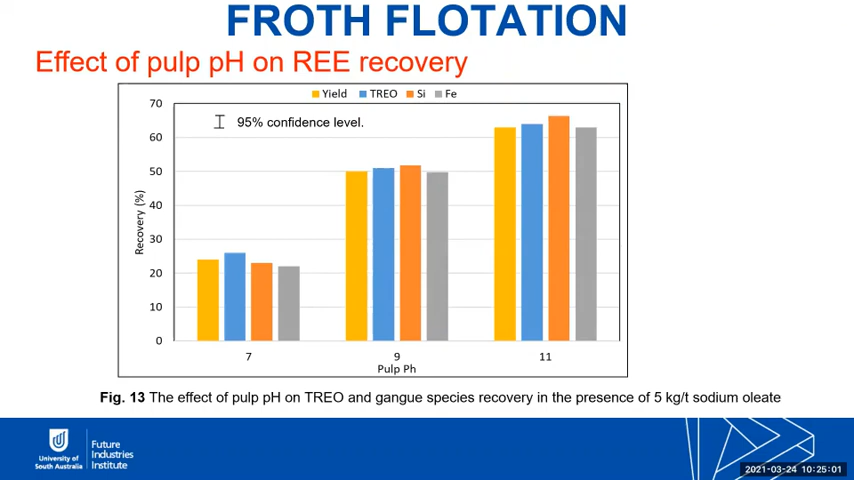 FROTH FLOTATION
Effect of pulp pH on REE recovery
Yield TREO Si Fe
95% confidence level.
Recovery (%)
70
60
50
40
30
20
10
0
7 9 11
Pulp Ph
Fig. 13 The effect of pulp pH on TREO and gangue species recovery in the presence of 5 kg/t sodium oleate
University of
South Australia
Future
Industries
Institute
2021-03-24 10:25:01